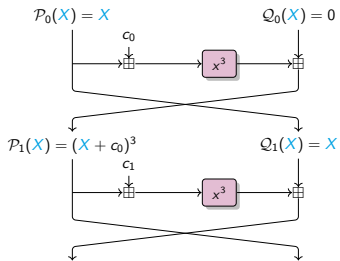 𝒫₀(X) = X 𝒬₀(X) = 0
c₀
x³
𝒫₁(X) = (X + c₀)³ 𝒬₁(X) = X
c₁
x³